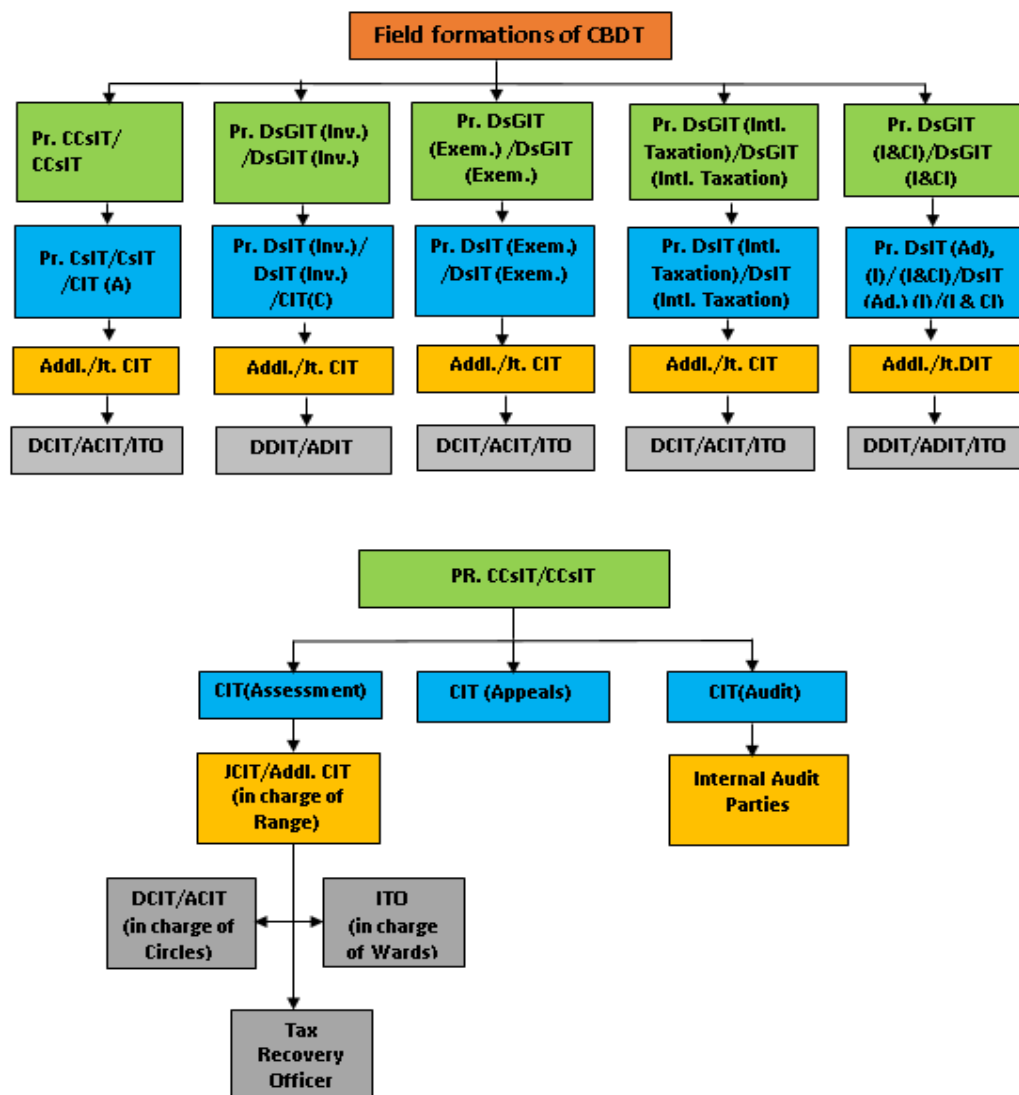 Field formations of CBDT
Pr. CCsIT/
CCsIT
Pr. DsGIT (Inv.)
/DsGIT (Inv.)
Pr. DsGIT
(Exem.) /DsGIT
(Exem.)
Pr. DsGIT (Intl.
Taxation)/DsGIT
(Intl. Taxation)
Pr. DsGIT
(I&CI)/DsGIT
(I&CI)
Pr. CsIT/CsIT
/CIT (A)
Pr. DsIT (Inv.)/
DsIT (Inv.)
/CIT(C)
Pr. DsIT (Exem.)
/DsIT (Exem.)
Pr. DsIT (Intl.
Taxation)/DsIT
(Intl. Taxation)
Pr. DsIT (Ad),
(I)/ (I&CI)/DsIT
(Ad.) (I)/(I & CI)
Addl./Jt. CIT
Addl./Jt. CIT
Addl./Jt. CIT
Addl./Jt. CIT
Addl./Jt.DIT
DCIT/ACIT/ITO
DDIT/ADIT
DCIT/ACIT/ITO
DCIT/ACIT/ITO
DDIT/ADIT/ITO
PR. CCsIT/CCsIT
CIT(Assessment)
CIT (Appeals)
CIT(Audit)
JCIT/Addl. CIT
(in charge of
Range)
Internal Audit
Parties
DCIT/ACIT
(in charge of
Circles)
ITO
(in charge
of Wards)
Tax
Recovery
Officer